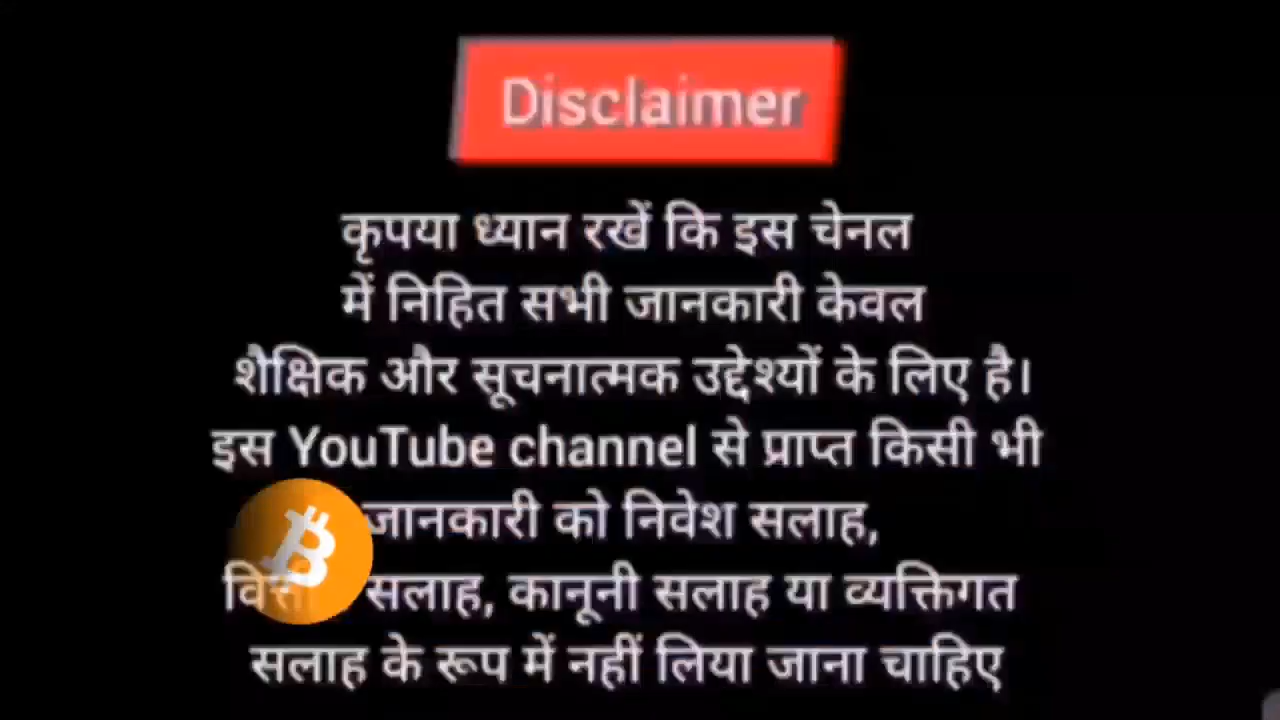 Disclaimer
कृपया ध्यान रखें कि इस चेनल
में निहित सभी जानकारी केवल
शैक्षिक और सूचनात्मक उद्देश्यों के लिए है।
इस YouTube channel से प्राप्त किसी भी
जानकारी को निवेश सलाह,
सलाह, कानूनी सलाह या व्यक्तिगत
सलाह के रूप में नहीं लिया जाना चाहिए